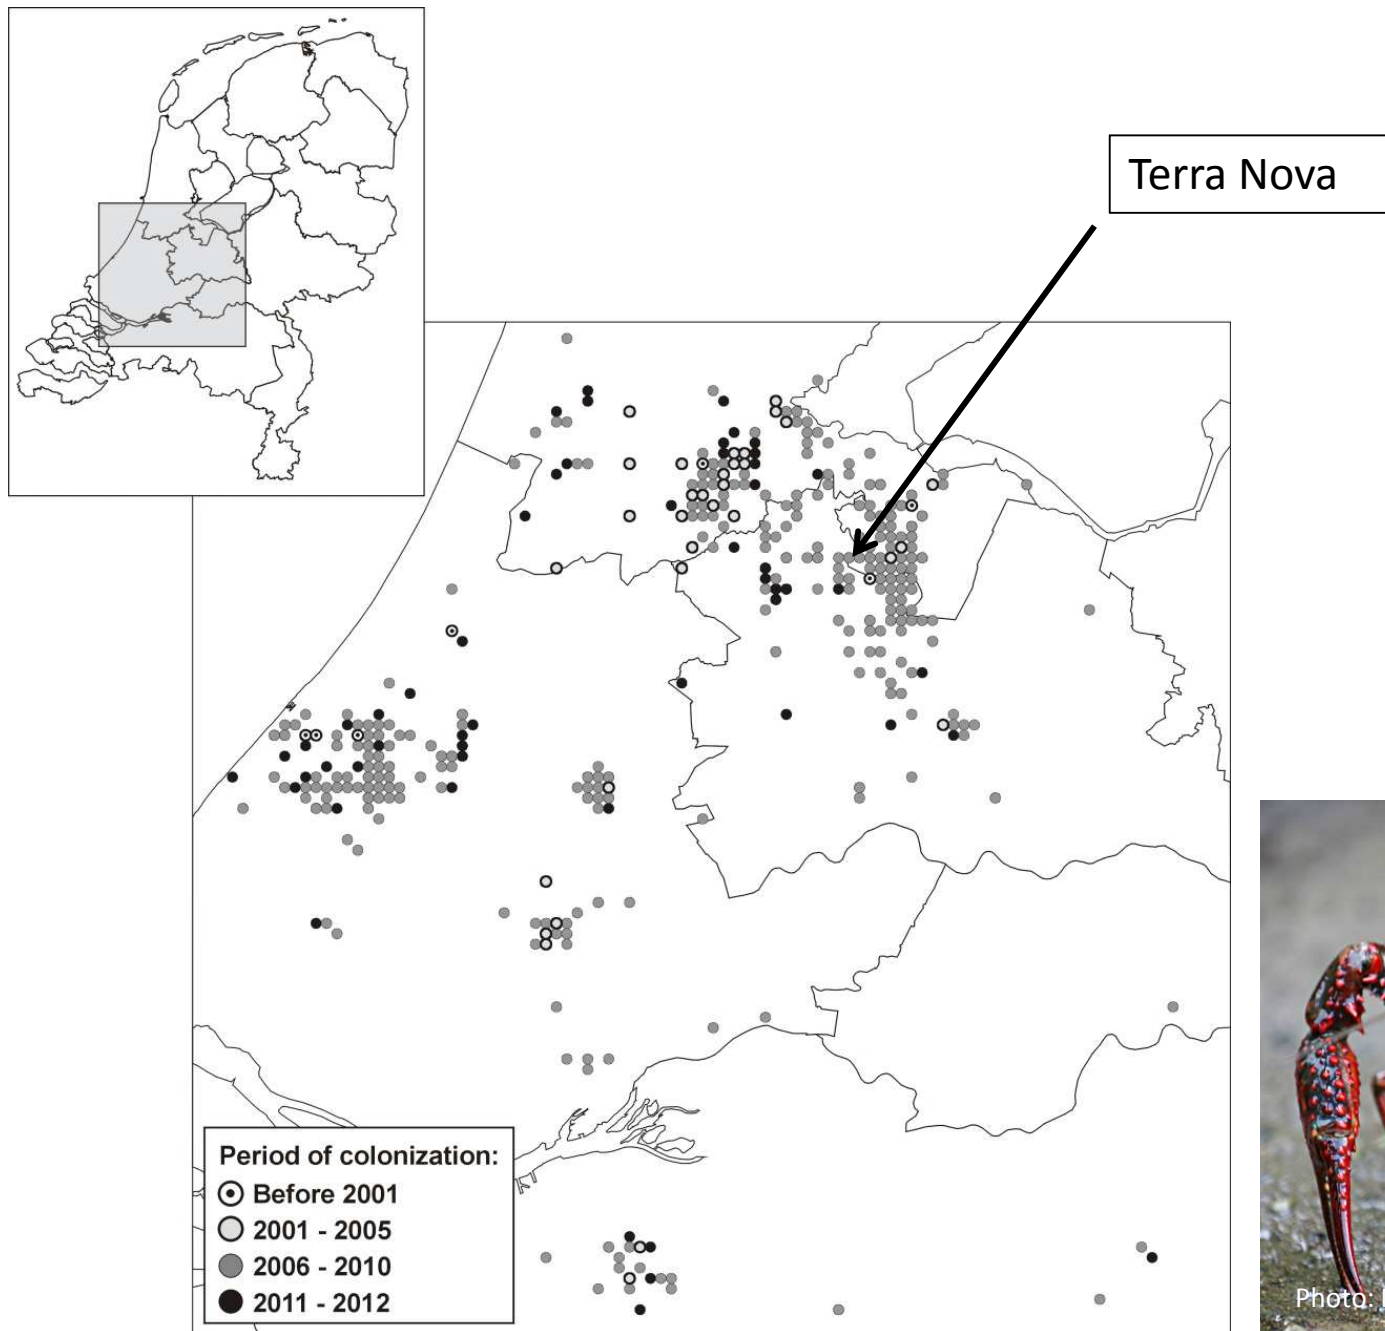 Terra Nova
Period of colonization:
Before 2001
2001 - 2005
2006 - 2010
2011 - 2012
Photo: